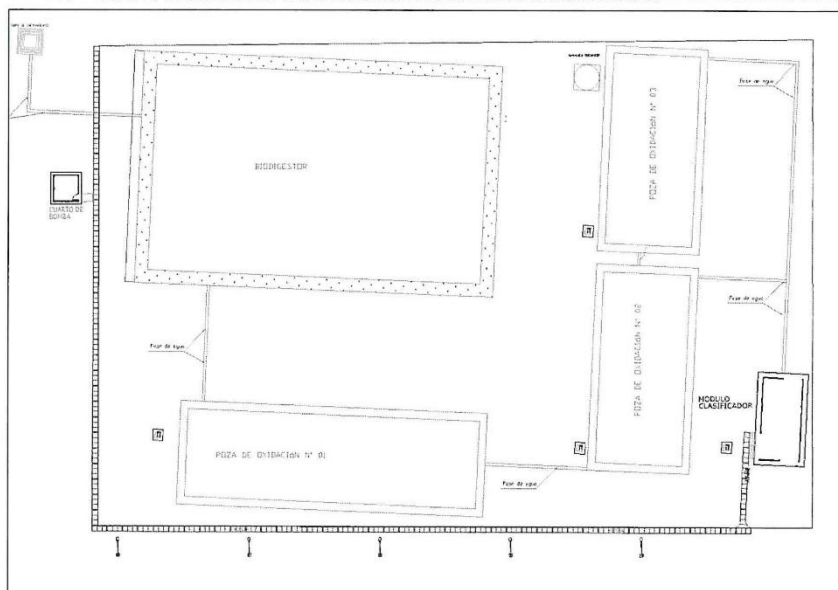 BIODIGESTOR
POZA DE OXIDACION N° 03
Pase de agua
CUARTO DE
BOMBA
Pase de agua
POZA DE OXIDACION N° 02
Pase de agua
MODULO
CLASIFICADOR
POZA DE OXIDACION N° 01
Pase de agua